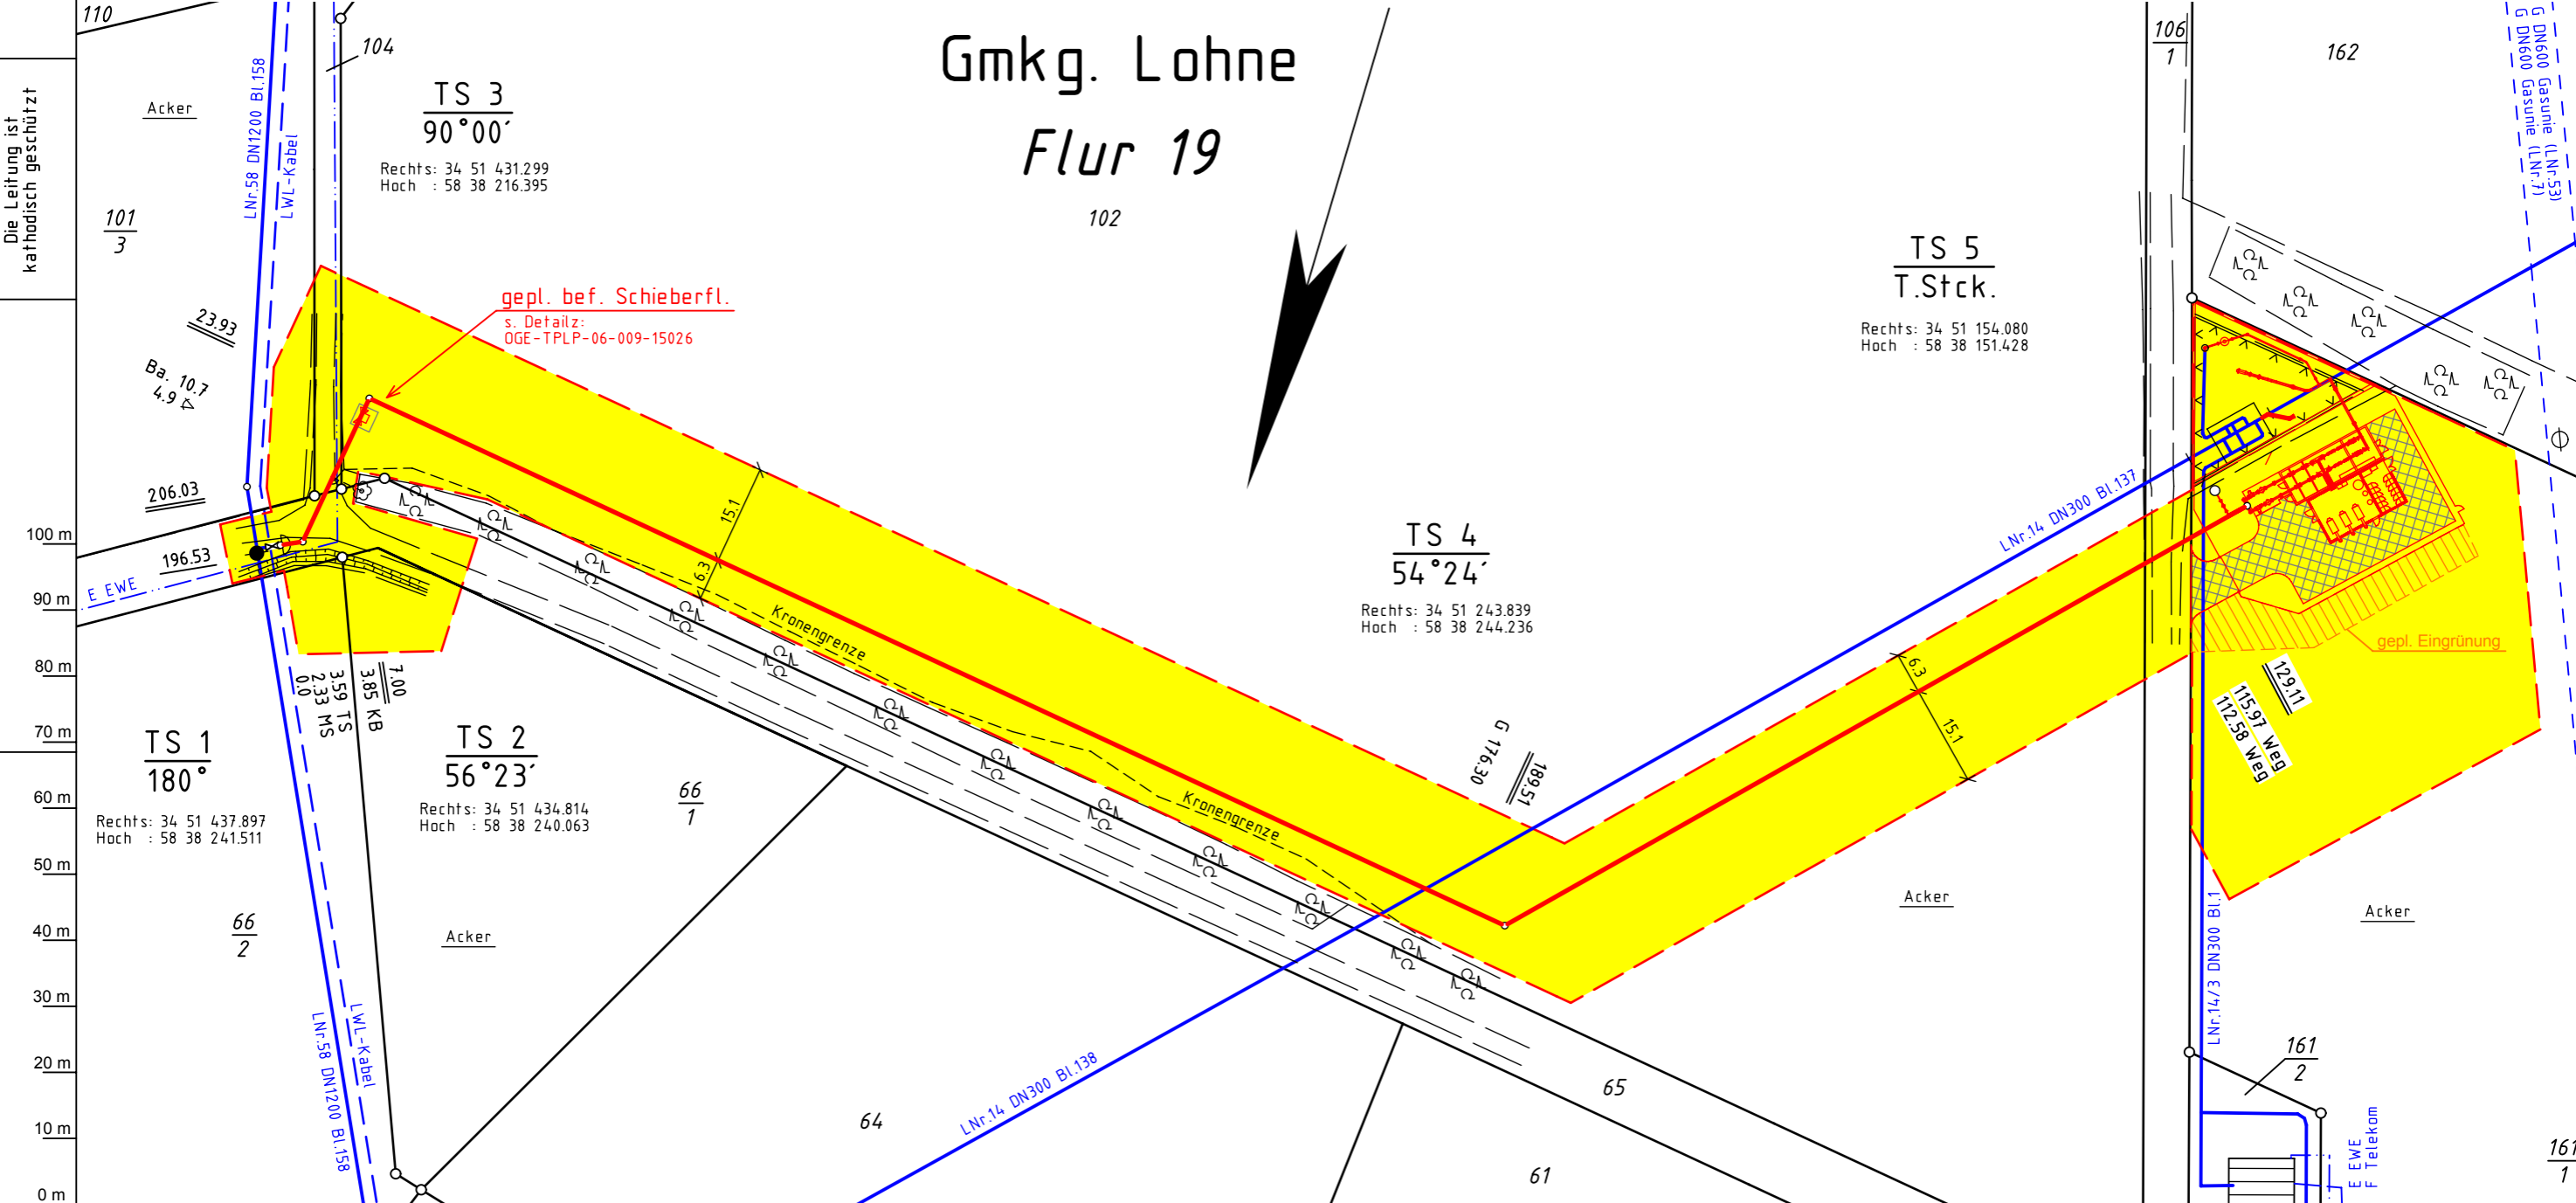 110
104
Gmkg. Lohne
Flur 19
102
106
1
162
G DN600 Gasunie (LNr.53)
G DN600 Gasunie (LNr.7)
Die Leitung ist
kathodisch geschützt
Acker
LNr.58 DN1200 Bl.158
LWL-Kabel
TS 3
90°00´
Rechts: 34 51 431.299
Hoch : 58 38 216.395
101
3
gepl. bef. Schieberfl.
s. Detailz:
OGE-TPLP-06-009-15026
TS 5
T.Stck.
Rechts: 34 51 154.080
Hoch : 58 38 151.428
23.93
Ba. 10.7
4.9
206.03
196.53
E EWE
15.1
6.3
Kronengrenze
Kronengrenze
TS 4
54°24´
Rechts: 34 51 243.839
Hoch : 58 38 244.236
LNr.14 DN300 Bl.137
6.3
15.1
gepl. Eingrünung
129.11
115.97 Weg
112.58 Weg
100 m
90 m
80 m
70 m
60 m
50 m
40 m
30 m
20 m
10 m
0 m
7.00
3.85 KB
3.59 TS
2.33 MS
0.0
TS 1
180°
Rechts: 34 51 437.897
Hoch : 58 38 241.511
TS 2
56°23´
Rechts: 34 51 434.814
Hoch : 58 38 240.063
66
1
G 176.30
189.51
66
2
Acker
Acker
Acker
LNr.14/3 DN300 Bl.1
LNr.58 DN1200 Bl.158
LWL-Kabel
LNr.14 DN300 Bl.138
64
65
61
161
2
E EWE
F Telekom
161
1